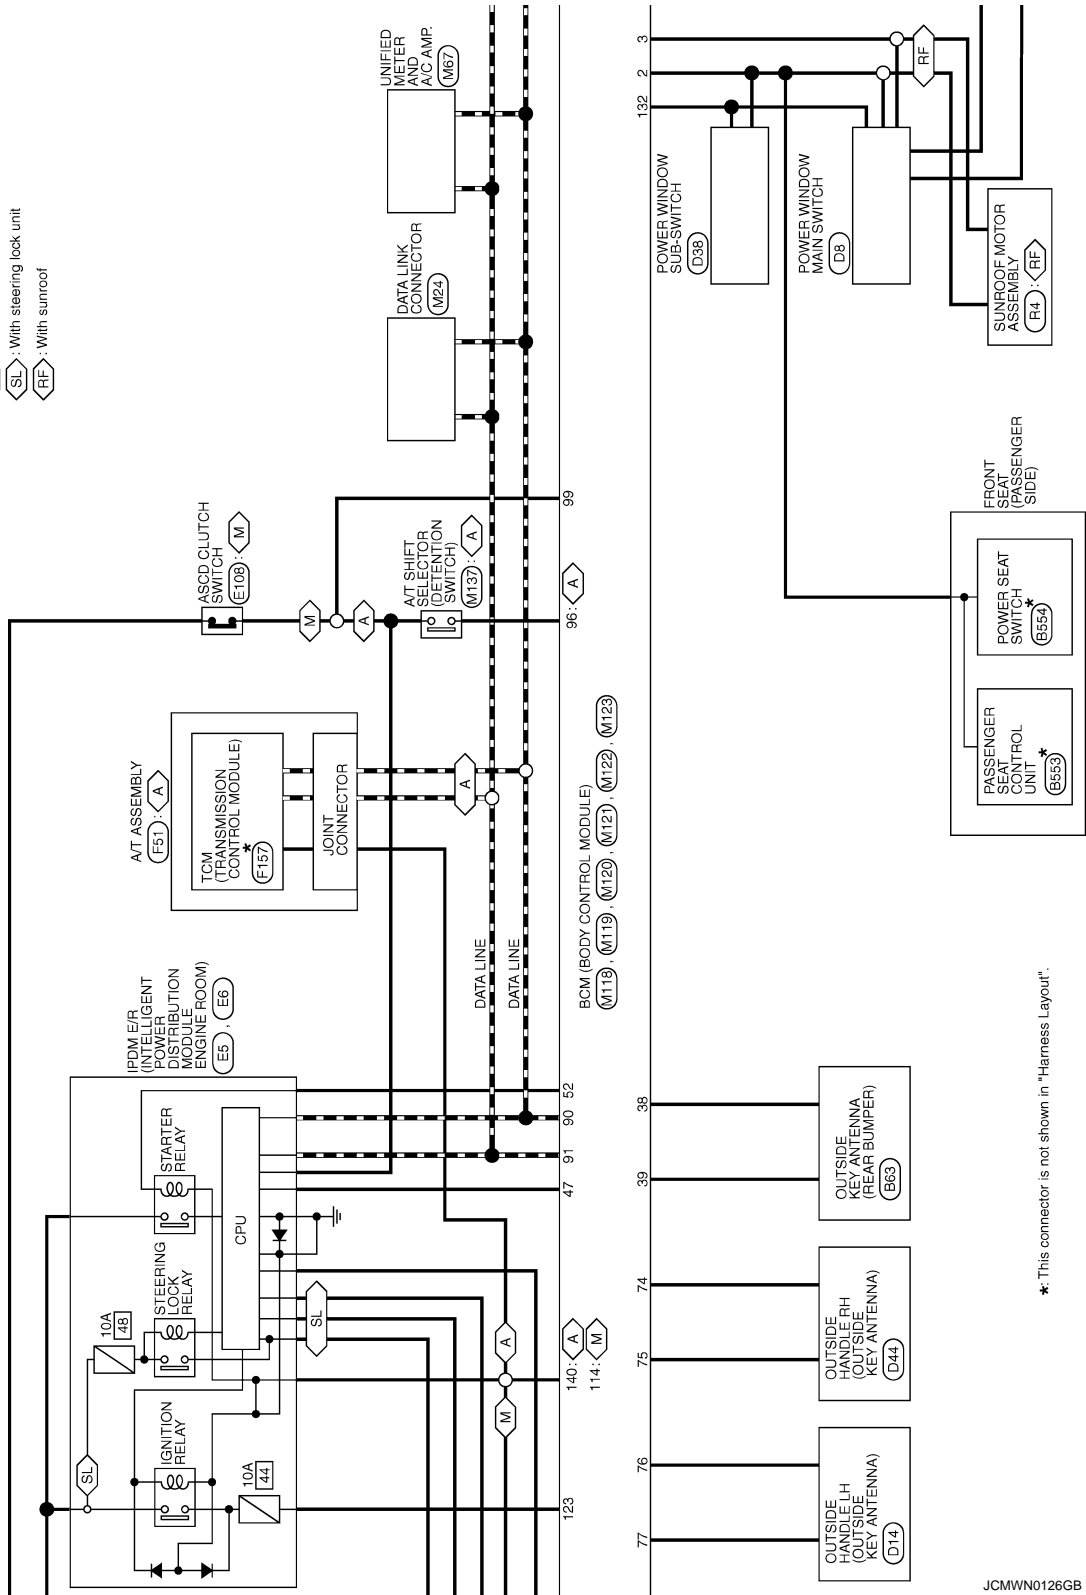 SL : With steering lock unit
RF : With sunroof
UNIFIED
METER
AND
A/C AMP.
M67
DATA LINK
CONNECTOR
M24
ASCD CLUTCH
SWITCH
E108 : M
M
A
A/T SHIFT
SELECTOR
(DETENTION
SWITCH)
M137 : A
99
96: A
A/T ASSEMBLY
F51 : A
TCM
(TRANSMISSION
CONTROL MODULE)
*
F157
JOINT
CONNECTOR
A
DATA LINE
DATA LINE
BCM (BODY CONTROL MODULE)
M118 , M119 , M120 , M121 , M122 , M123
IPDM E/R
(INTELLIGENT
POWER
DISTRIBUTION
MODULE
ENGINE ROOM)
E5 , E6
STARTER
RELAY
STEERING
LOCK
RELAY
10A
48
IGNITION
RELAY
10A
44
SL
CPU
SL
A
M
52
90
91
47
140: A
114: M
123
3
2
132
RF
POWER WINDOW
SUB-SWITCH
D38
POWER WINDOW
MAIN SWITCH
D8
SUNROOF MOTOR
ASSEMBLY
R4 : RF
FRONT
SEAT
(PASSENGER
SIDE)
POWER SEAT
SWITCH *
B554
PASSENGER
SEAT
CONTROL
UNIT *
B553
38
39
OUTSIDE
KEY ANTENNA
(REAR BUMPER)
B63
74
75
OUTSIDE
HANDLE RH
(OUTSIDE
KEY ANTENNA)
D44
76
77
OUTSIDE
HANDLE LH
(OUTSIDE
KEY ANTENNA)
D14
*: This connector is not shown in "Harness Layout".
JCMWN0126GB